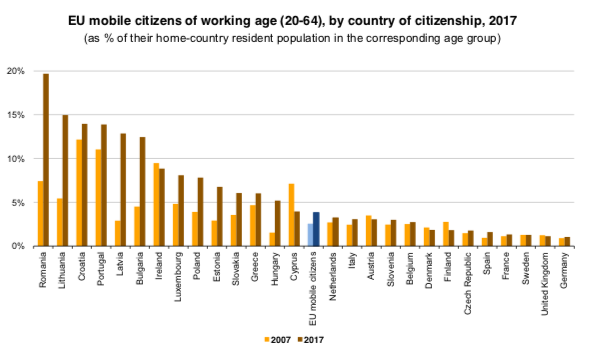 EU mobile citizens of working age (20-64), by country of citizenship, 2017
(as % of their home-country resident population in the corresponding age group)
20%
15%
10%
5%
0%
Romania
Lithuania
Croatia
Portugal
Latvia
Bulgaria
Ireland
Luxembourg
Poland
Estonia
Slovakia
Greece
Hungary
Cyprus
EU mobile citizens
Netherlands
Italy
Austria
Slovenia
Belgium
Denmark
Finland
Czech Republic
Spain
France
Sweden
United Kingdom
Germany
2007 2017